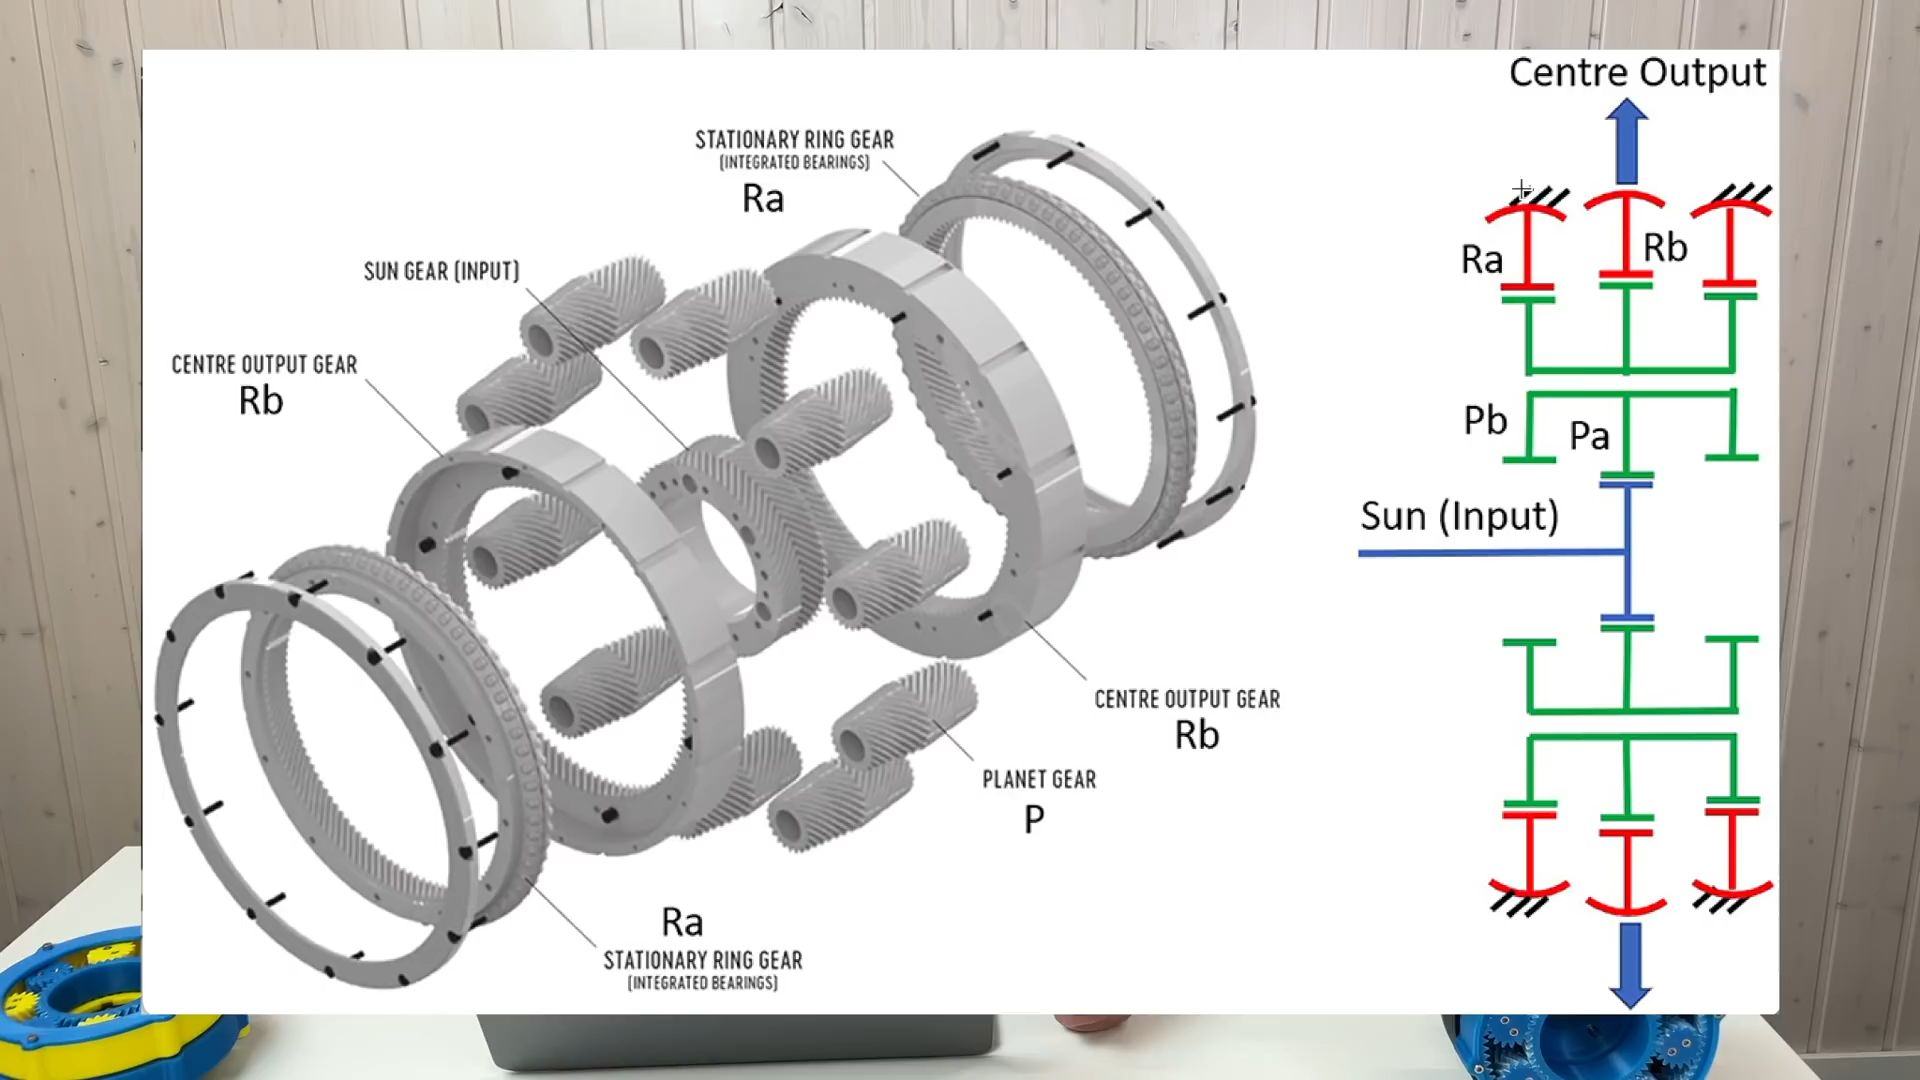 Centre Output
STATIONARY RING GEAR
(INTEGRATED BEARINGS)
Ra
SUN GEAR (INPUT)
CENTRE OUTPUT GEAR
Rb
Ra
Rb
Pb
Pa
Sun (Input)
CENTRE OUTPUT GEAR
Rb
PLANET GEAR
P
Ra
STATIONARY RING GEAR
(INTEGRATED BEARINGS)